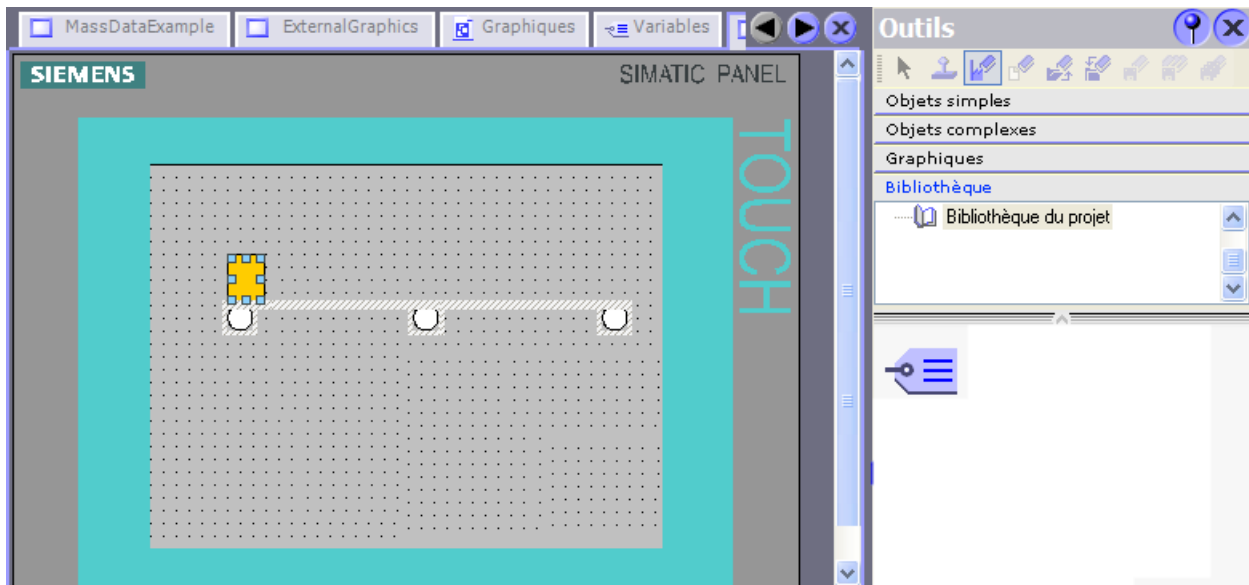 MassDataExample ExternalGraphics Graphiques Variables
Outils
SIEMENS SIMATIC PANEL
TOUCH
Objets simples
Objets complexes
Graphiques
Bibliothèque
Bibliothèque du projet